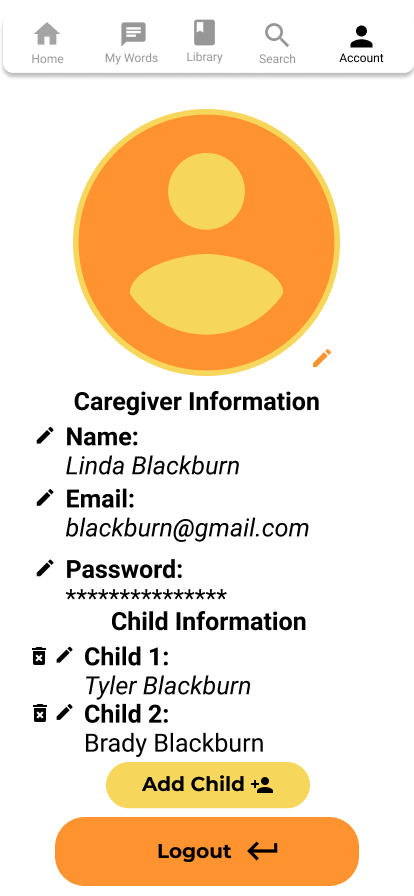 Home
My Words
Library
Search
Account
Caregiver Information
Name:
Linda Blackburn
Email:
blackburn@gmail.com
Password:
***************
Child Information
Child 1:
Tyler Blackburn
Child 2:
Brady Blackburn
Add Child
Logout